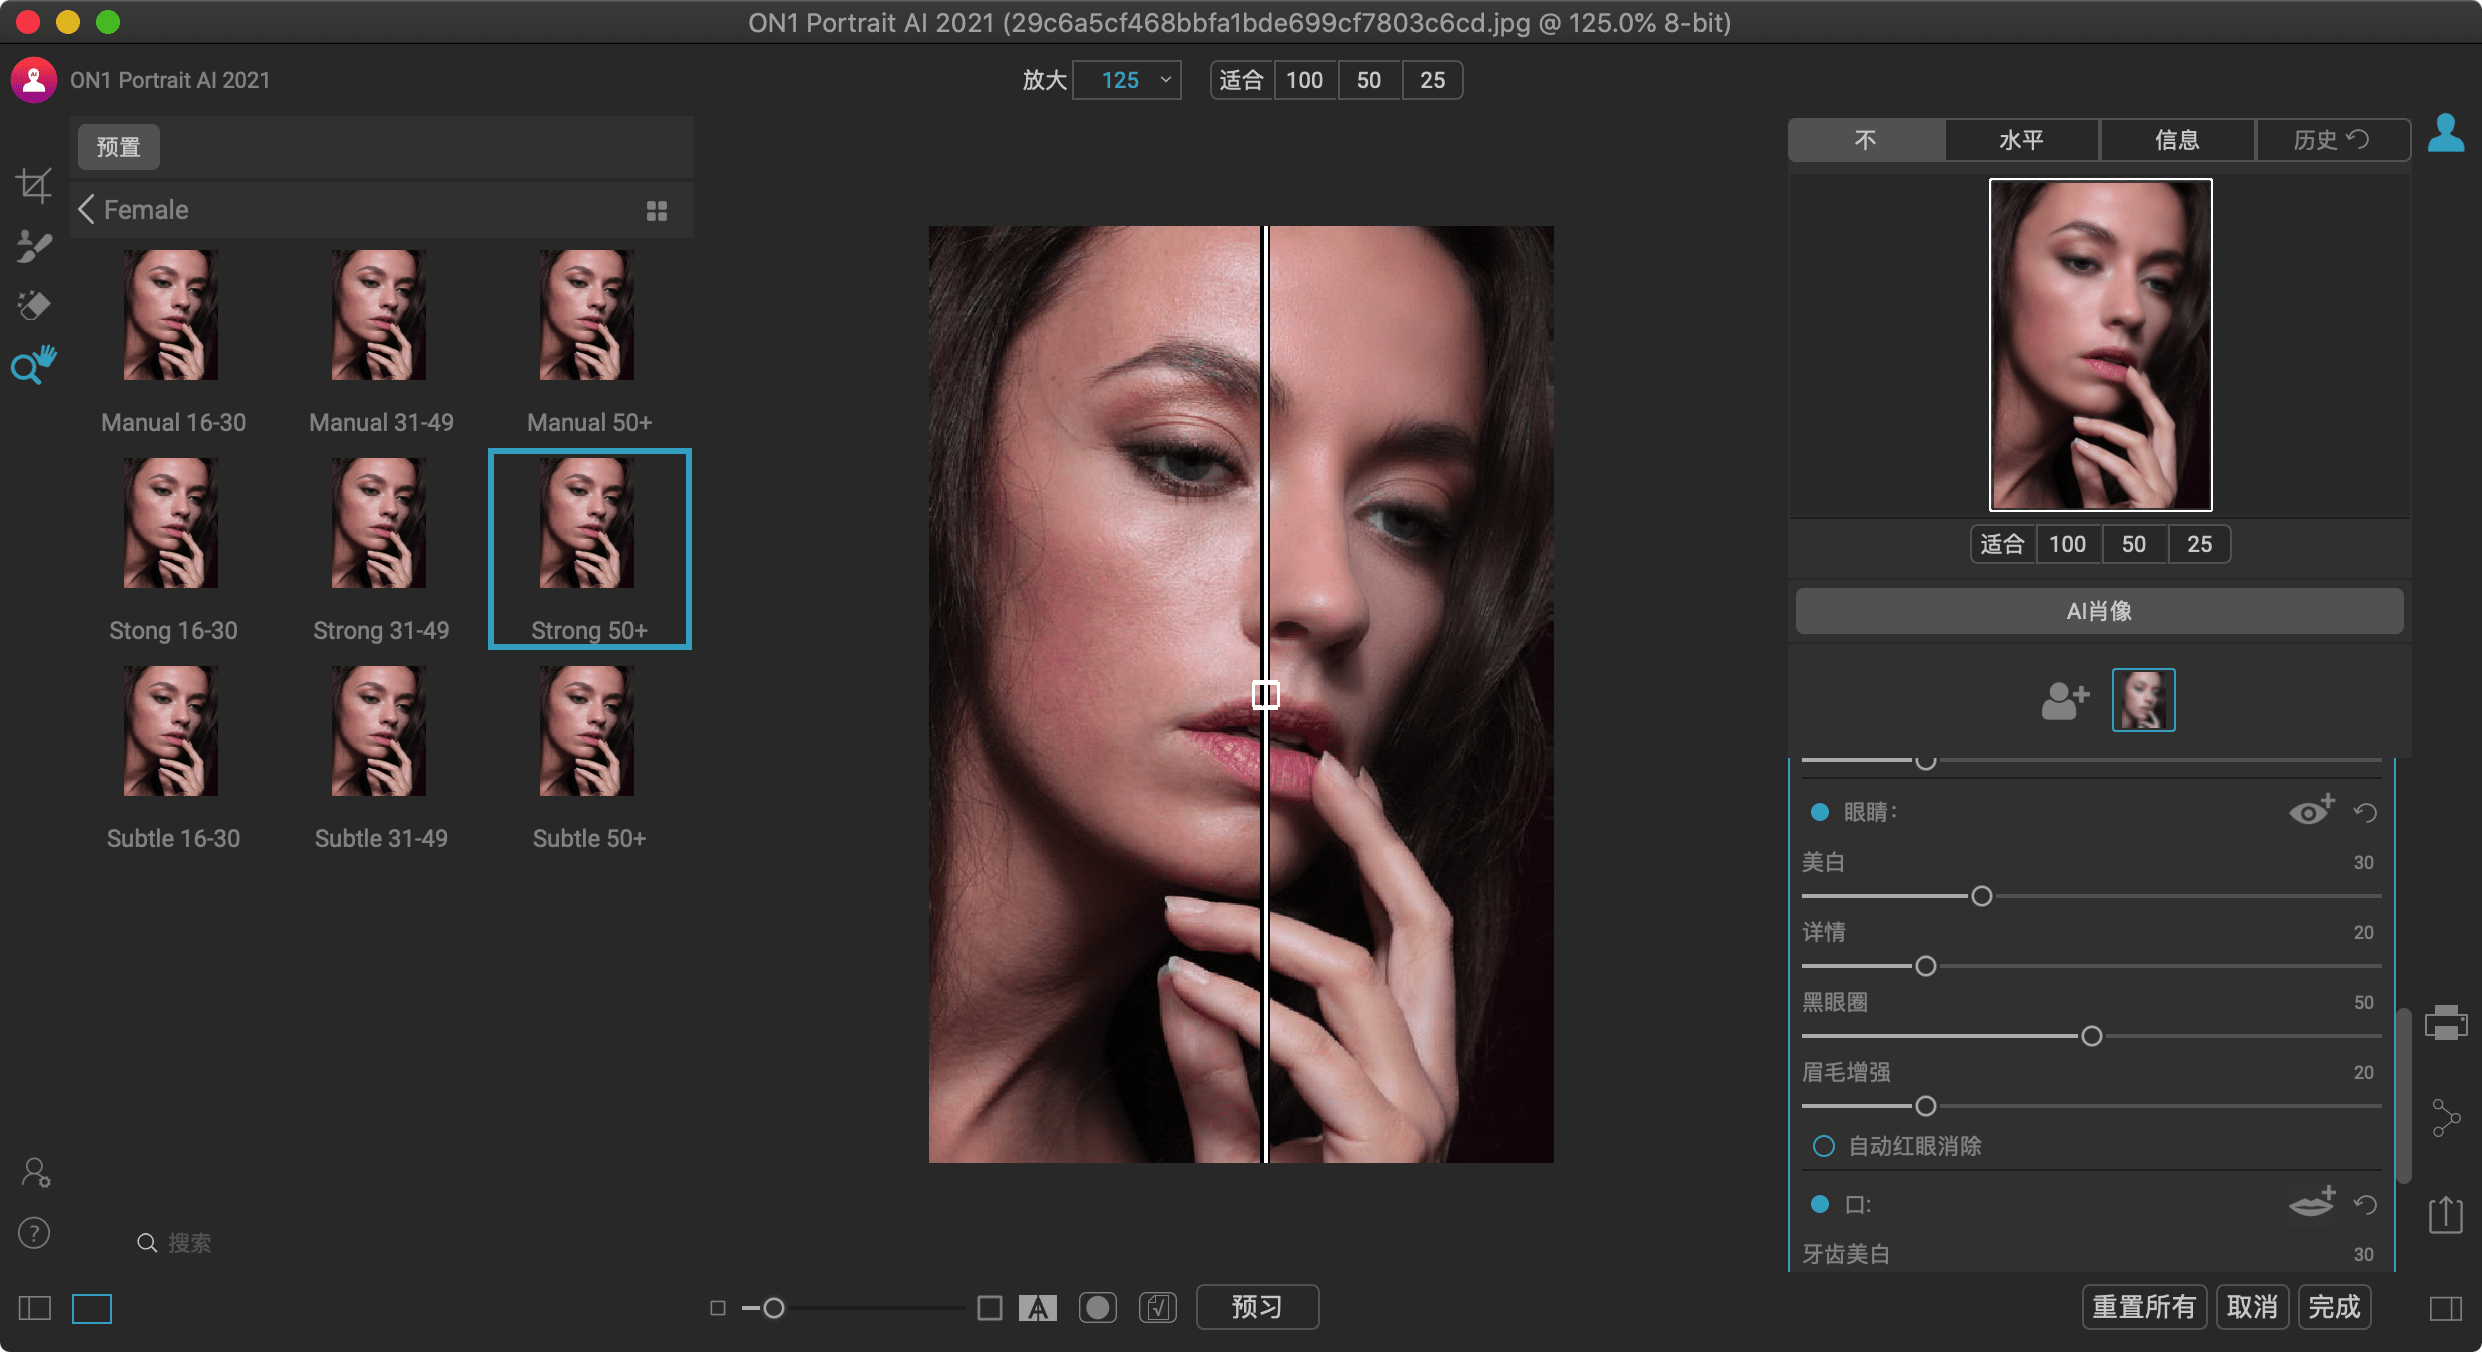 ON1 Portrait AI 2021 (29c6a5cf468bbfa1bde699cf7803c6cd.jpg @ 125.0% 8-bit)
ON1 Portrait AI 2021
放大 125 适合 100 50 25
预置
Female
Manual 16-30 Manual 31-49 Manual 50+
Stong 16-30 Strong 31-49 Strong 50+
Subtle 16-30 Subtle 31-49 Subtle 50+
搜索
预习
不 水平 信息 历史
适合 100 50 25
AI肖像
眼睛:
美白 30
详情 20
黑眼圈 50
眉毛增强 20
自动红眼消除
口:
牙齿美白 30
重置所有 取消 完成